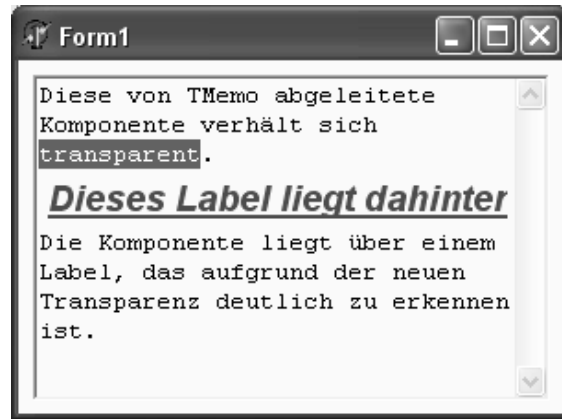 Form1
Diese von TMemo abgeleitete
Komponente verhält sich
transparent.
Dieses Label liegt dahinter
Die Komponente liegt über einem
Label, das aufgrund der neuen
Transparenz deutlich zu erkennen
ist.